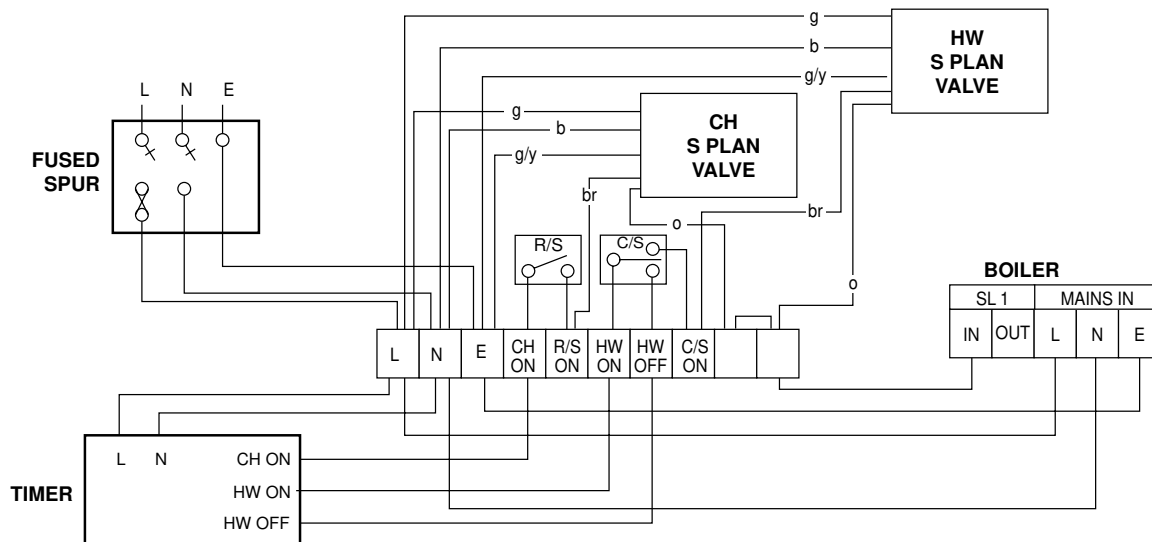 g
HW
S PLAN
VALVE
b
g/y
L N E
g
CH
S PLAN
VALVE
b
FUSED
SPUR
g/y
br
br
o
R/S
C/S
o
BOILER
SL 1 MAINS IN
IN OUT L N E
L N E CH ON R/S ON HW ON HW OFF C/S ON
L N CH ON
TIMER
HW ON
HW OFF